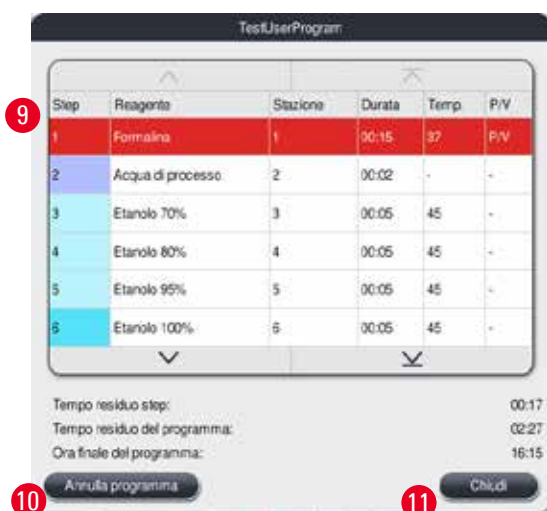 TestUserProgram
Step Reagente Stazione Durata Temp. P/V
1 Formalina 1 00:15 37 P/V
2 Acqua di processo 2 00:02 - -
3 Etanolo 70% 3 00:05 45 -
4 Etanolo 80% 4 00:05 45 -
5 Etanolo 95% 5 00:05 45 -
6 Etanolo 100% 6 00:05 45 -
Tempo residuo step: 00:17
Tempo residuo del programma: 02:27
Ora finale del programma: 16:15
Annulla programma Chiudi
9
10
11